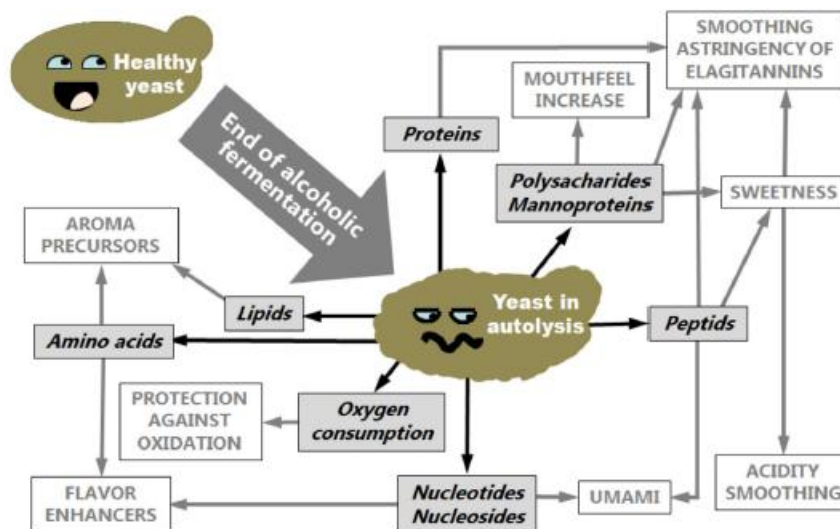 Healthy
yeast
End of alcoholic
fermentation
SMOOTHING
ASTRINGENCY OF
ELAGITANNINS
MOUTHFEEL
INCREASE
Proteins
Polysacharides
Mannoproteins
SWEETNESS
AROMA
PRECURSORS
Lipids
Yeast in
autolysis
Peptids
Amino acids
PROTECTION
AGAINST
OXIDATION
Oxygen
consumption
FLAVOR
ENHANCERS
Nucleotides
Nucleosides
UMAMI
ACIDITY
SMOOTHING